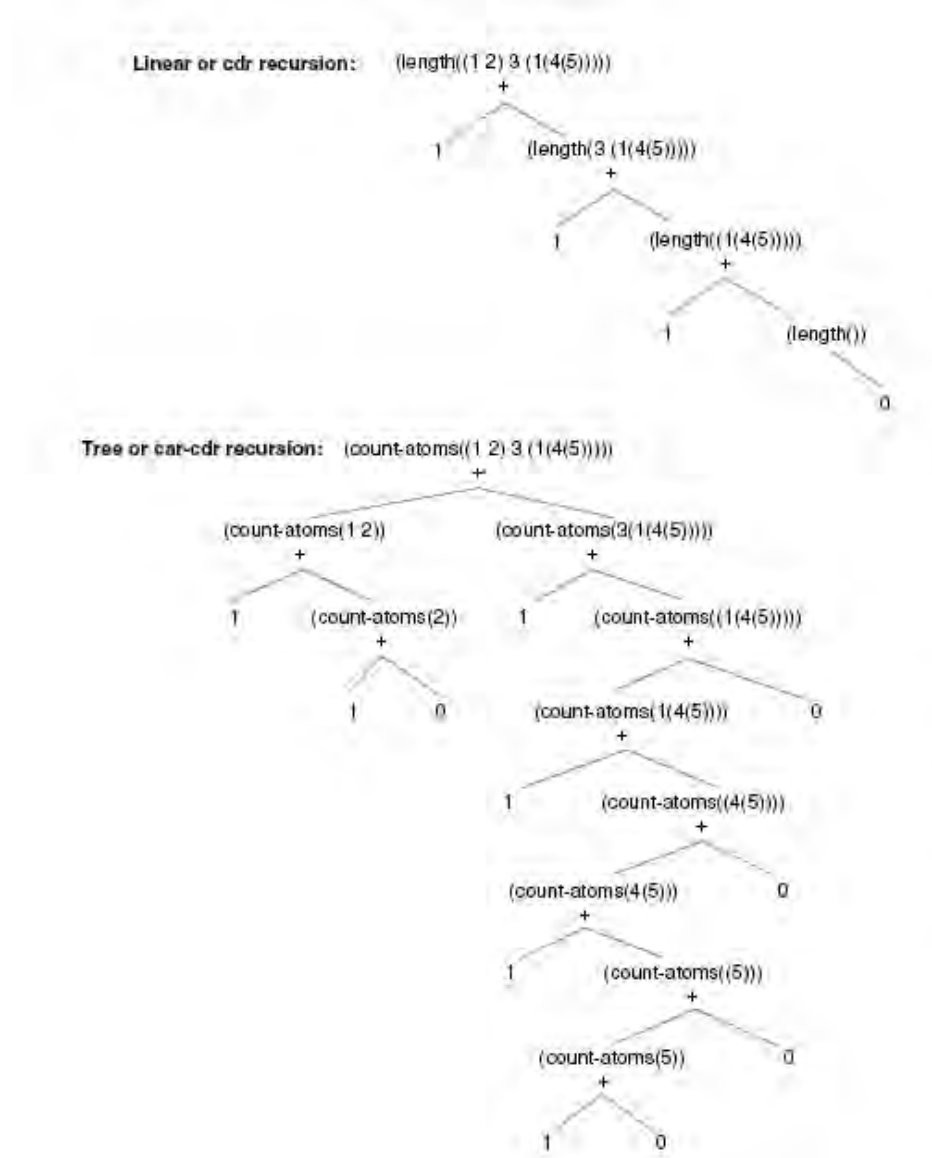 Linear or cdr recursion: (length((1 2) 3 (1(4(5)))))
+
1 (length(3 (1(4(5)))))
+
1 (length((1(4(5)))))
+
1 (length())
0
Tree or car-cdr recursion: (count-atoms((1 2) 3 (1(4(5)))))
+
(count-atoms(1 2)) (count-atoms(3(1(4(5)))))
+ +
1 (count-atoms(2)) 1 (count-atoms((1(4(5)))))
+ +
1 0 (count-atoms(1(4(5)))) 0
+
1 (count-atoms((4(5))))
+
(count-atoms(4(5))) 0
+
1 (count-atoms((5)))
+
(count-atoms(5)) 0
+
1 0